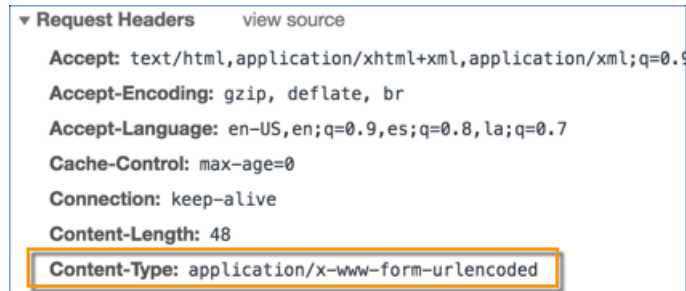 ▼ Request Headers view source
Accept: text/html,application/xhtml+xml,application/xml;q=0.9
Accept-Encoding: gzip, deflate, br
Accept-Language: en-US,en;q=0.9,es;q=0.8,la;q=0.7
Cache-Control: max-age=0
Connection: keep-alive
Content-Length: 48
Content-Type: application/x-www-form-urlencoded